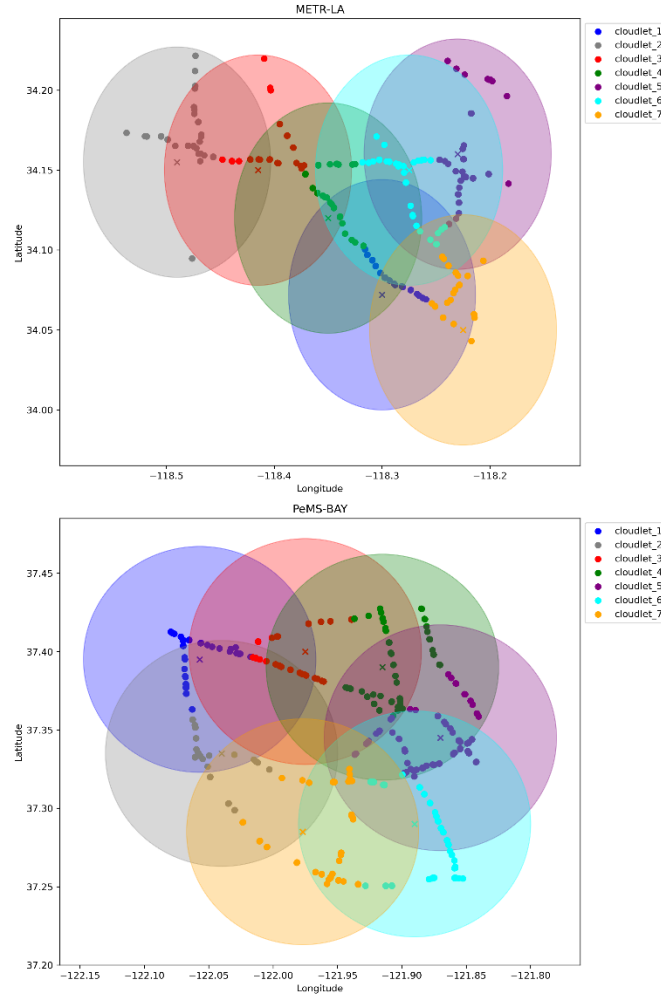 METR-LA
cloudlet_1
cloudlet_2
cloudlet_3
cloudlet_4
cloudlet_5
cloudlet_6
cloudlet_7
34.20
34.15
34.10
34.05
34.00
Latitude
−118.5
−118.4
−118.3
−118.2
Longitude
PeMS-BAY
cloudlet_1
cloudlet_2
cloudlet_3
cloudlet_4
cloudlet_5
cloudlet_6
cloudlet_7
37.45
37.40
37.35
37.30
37.25
37.20
Latitude
−122.15
−122.10
−122.05
−122.00
−121.95
−121.90
−121.85
−121.80
Longitude